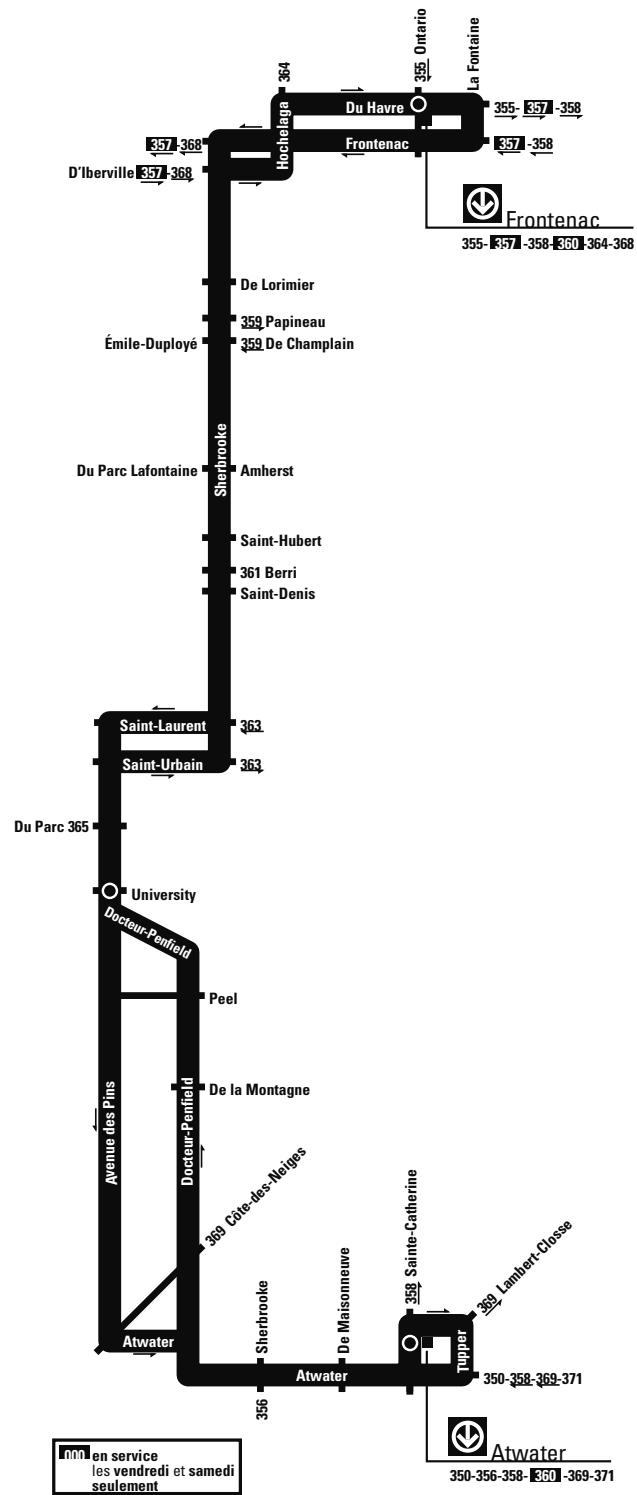 364
355 Ontario
La Fontaine
Du Havre
355- 357 -358
Hochelaga
357-368
Frontenac
357 -358
D'Iberville 357-368
Frontenac
355- 357 -358- 360 -364-368
De Lorimier
359 Papineau
Émile-Duployé
359 De Champlain
Sherbrooke
Du Parc Lafontaine
Amherst
Saint-Hubert
361 Berri
Saint-Denis
Saint-Laurent
363
Saint-Urbain
363
Du Parc 365
University
Docteur-Penfield
Peel
De la Montagne
Avenue des Pins
Docteur-Penfield
369 Côte-des-Neiges
Sherbrooke
De Maisonneuve
358 Sainte-Catherine
369 Lambert-Closse
Atwater
Tupper
Atwater
350-358-369-371
356
Atwater
350-356-358- 360 -369-371
000 en service
les vendredi et samedi
seulement